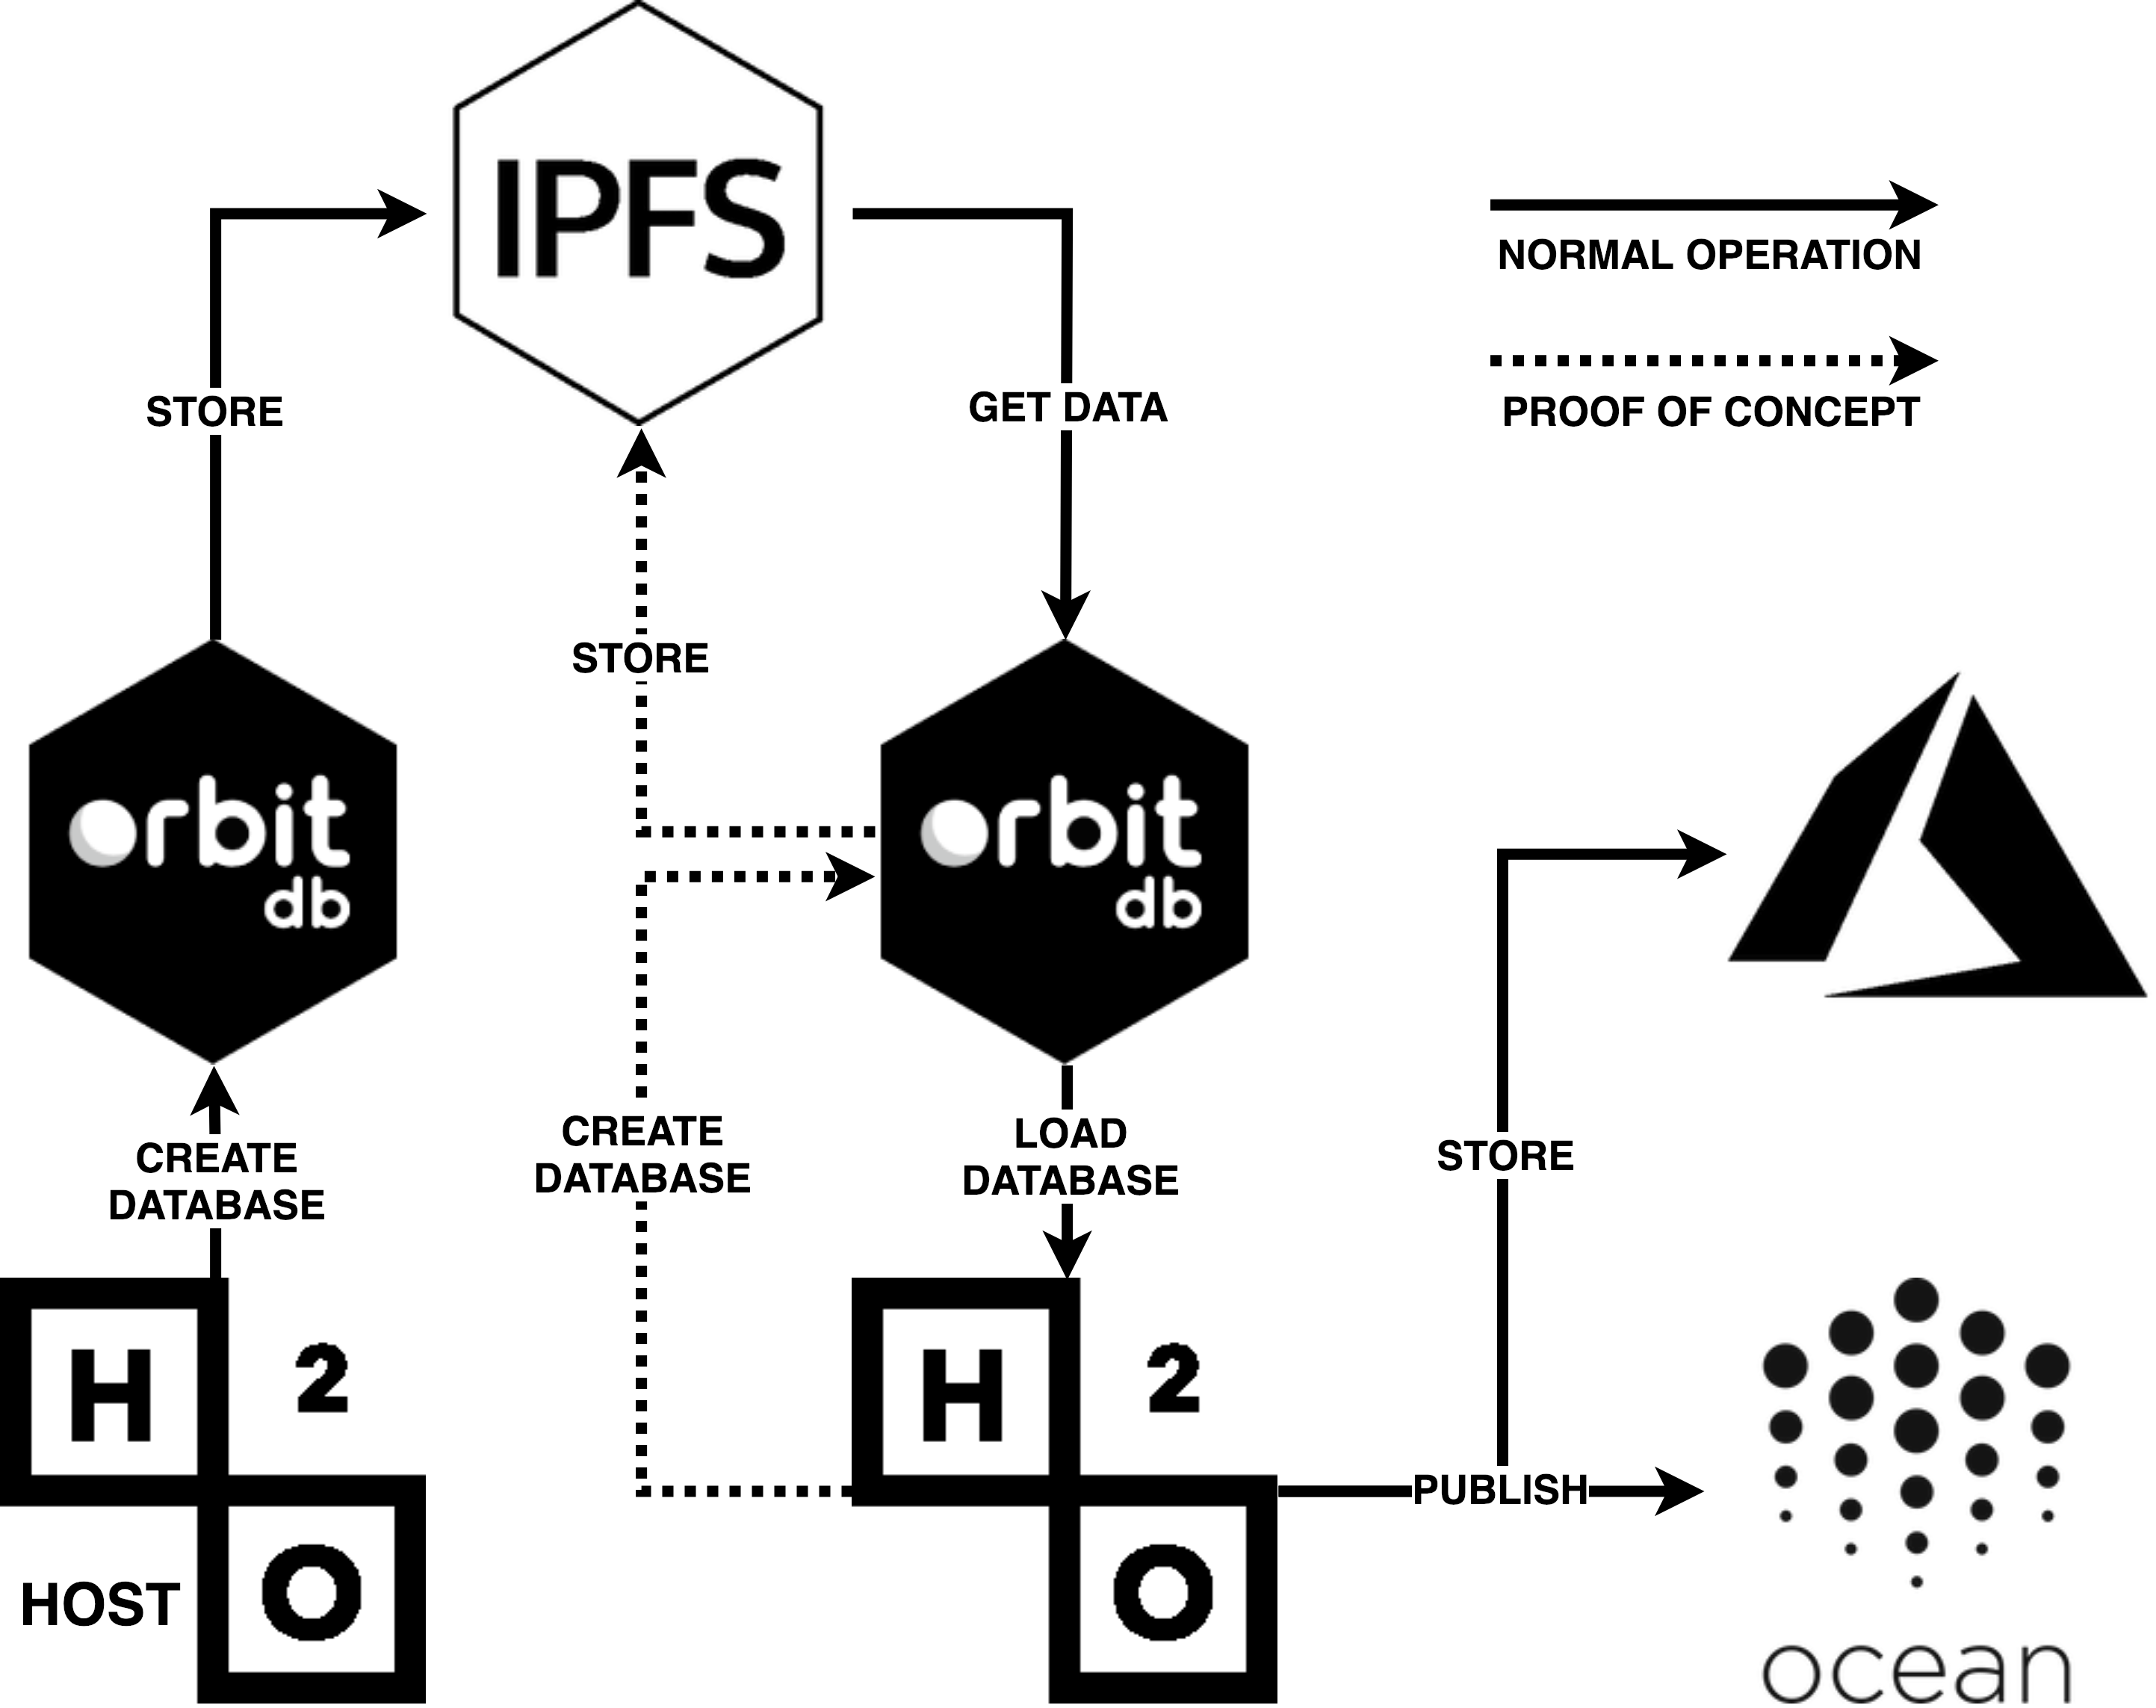 IPFS
NORMAL OPERATION
PROOF OF CONCEPT
STORE
GET DATA
STORE
orbit
db
orbit
db
CREATE
DATABASE
CREATE
DATABASE
LOAD
DATABASE
STORE
H 2
O
HOST
H 2
O
PUBLISH
ocean